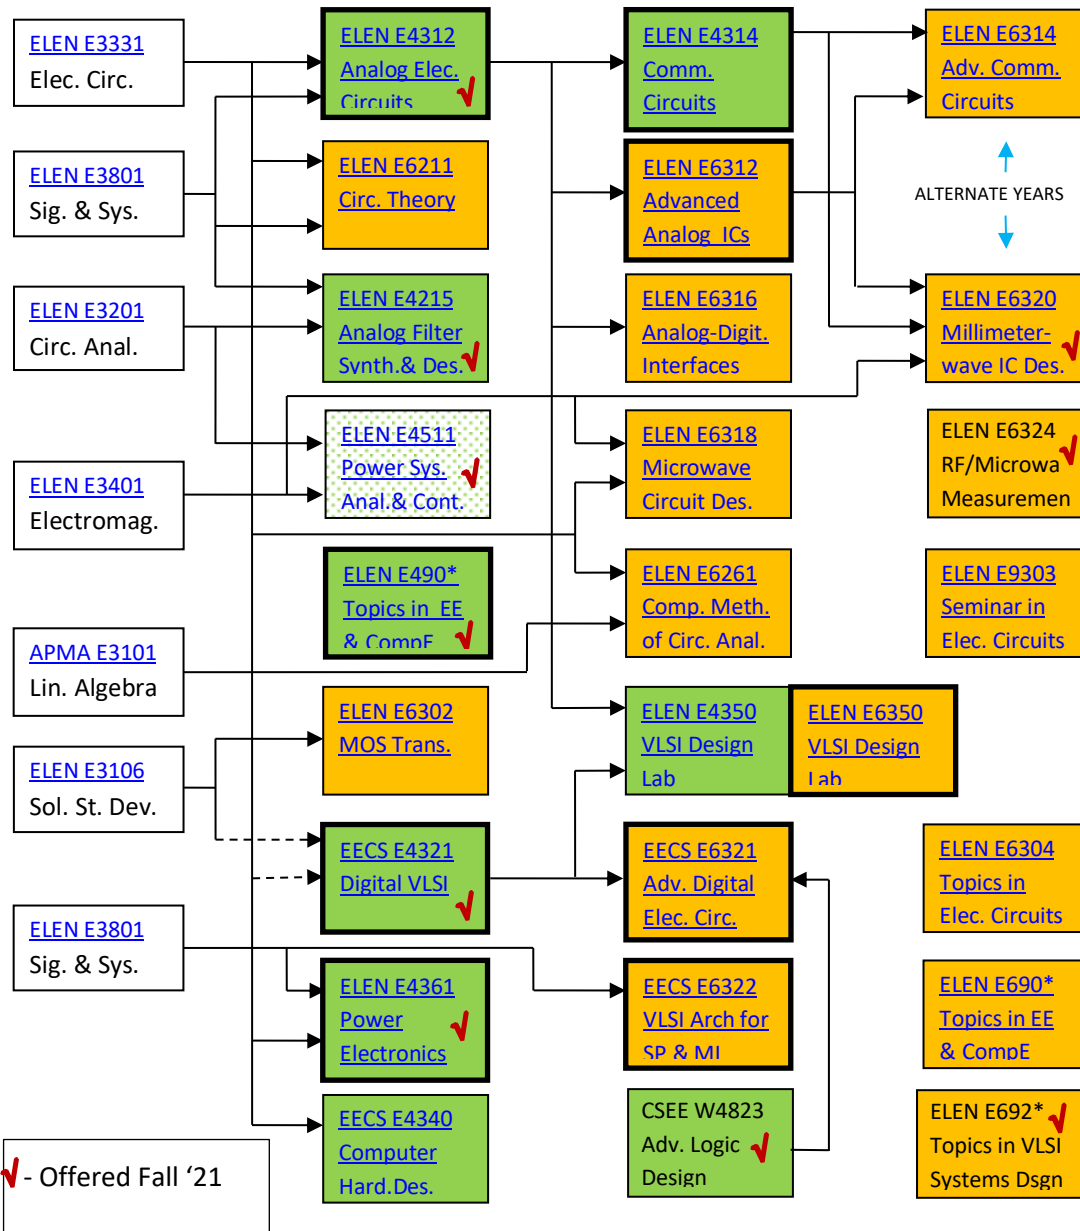 ELEN E3331
Elec. Circ.
ELEN E4312
Analog Elec.
Circuits
ELEN E4314
Comm.
Circuits
ELEN E6314
Adv. Comm.
Circuits
ELEN E3801
Sig. & Sys.
ELEN E6211
Circ. Theory
ELEN E6312
Advanced
Analog ICs
ALTERNATE YEARS
ELEN E3201
Circ. Anal.
ELEN E4215
Analog Filter
Synth.& Des.
ELEN E6316
Analog-Digit.
Interfaces
ELEN E6320
Millimeter-
wave IC Des.
ELEN E3401
Electromag.
ELEN E4511
Power Sys.
Anal.& Cont.
ELEN E6318
Microwave
Circuit Des.
ELEN E6324
RF/Microwa
Measuremen
ELEN E490*
Topics in EE
& CompE
ELEN E6261
Comp. Meth.
of Circ. Anal.
ELEN E9303
Seminar in
Elec. Circuits
APMA E3101
Lin. Algebra
ELEN E6302
MOS Trans.
ELEN E4350
VLSI Design
Lab
ELEN E6350
VLSI Design
Lab
ELEN E3106
Sol. St. Dev.
EECS E4321
Digital VLSI
EECS E6321
Adv. Digital
Elec. Circ.
ELEN E6304
Topics in
Elec. Circuits
ELEN E3801
Sig. & Sys.
ELEN E4361
Power
Electronics
EECS E6322
VLSI Arch for
SP & ML
ELEN E690*
Topics in EE
& CompE
EECS E4340
Computer
Hard.Des.
CSEE W4823
Adv. Logic
Design
ELEN E692*
Topics in VLSI
Systems Dsgn
- Offered Fall ‘21